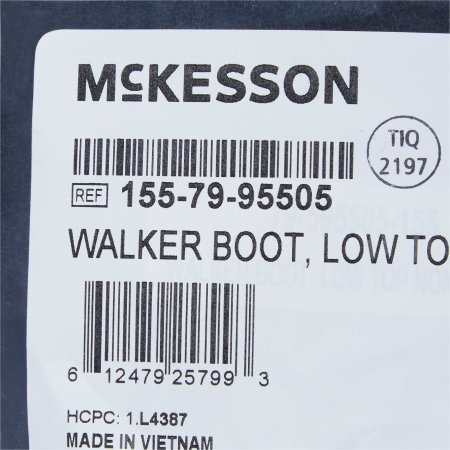 McKESSON
TIQ
2197
REF 155-79-95505
WALKER BOOT, LOW TO
6 12479 25799 3
HCPC: 1.L4387
MADE IN VIETNAM